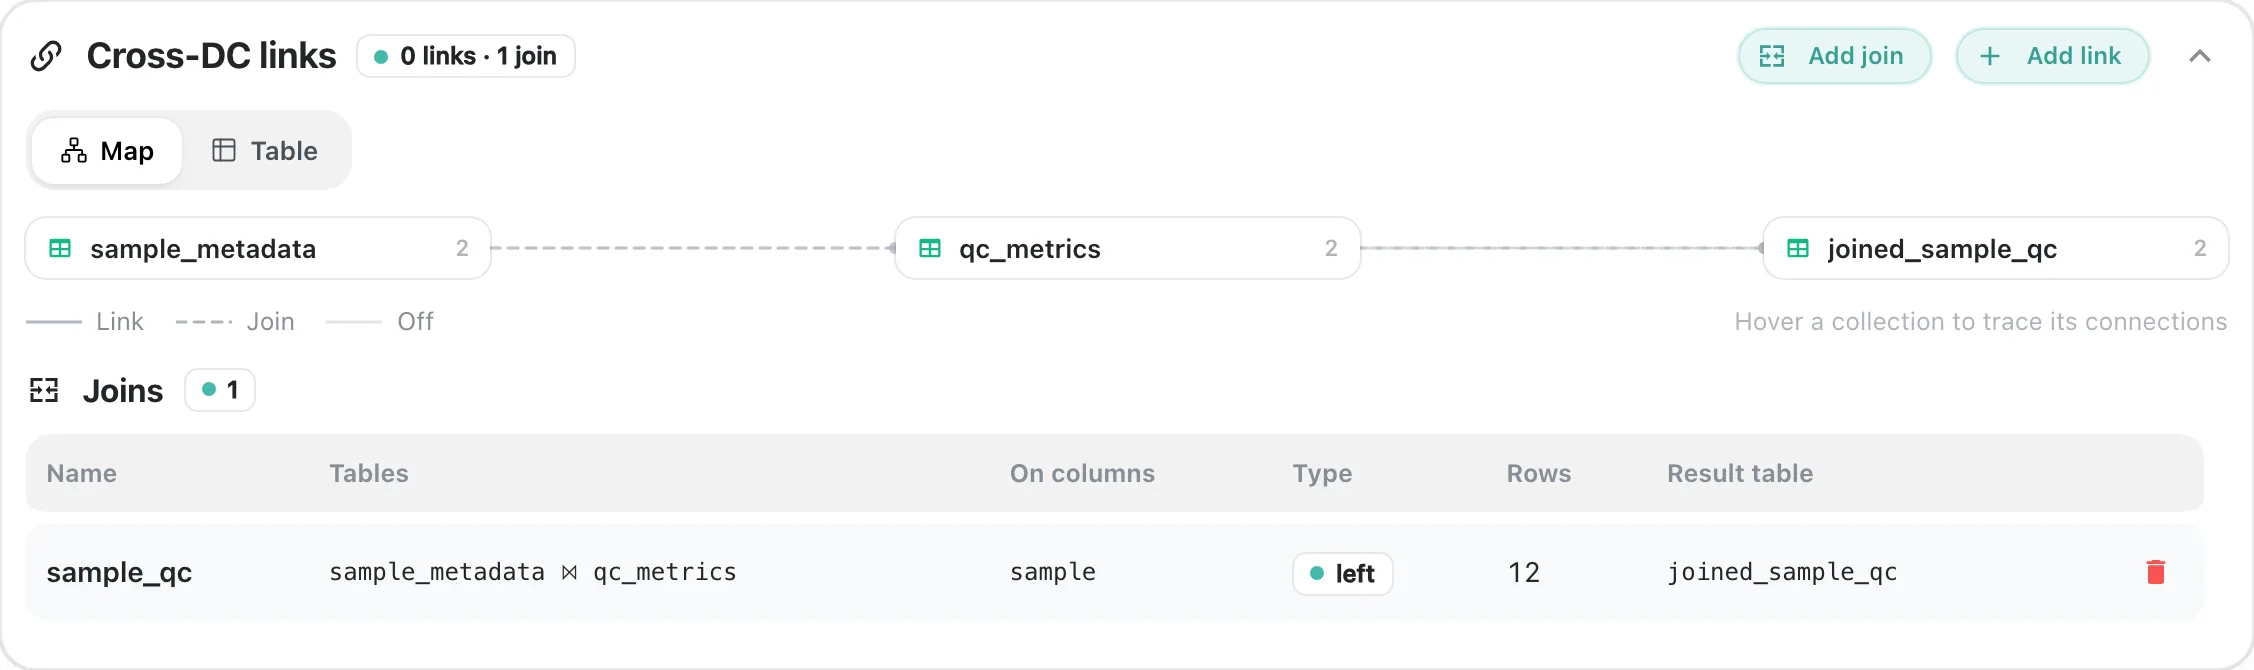 Cross-DC links 0 links · 1 join Add join Add link
Map Table
sample_metadata 2 qc_metrics 2 joined_sample_qc 2
Link Join Off Hover a collection to trace its connections
Joins 1
Name Tables On columns Type Rows Result table
sample_qc sample_metadata ⋈ qc_metrics sample left 12 joined_sample_qc